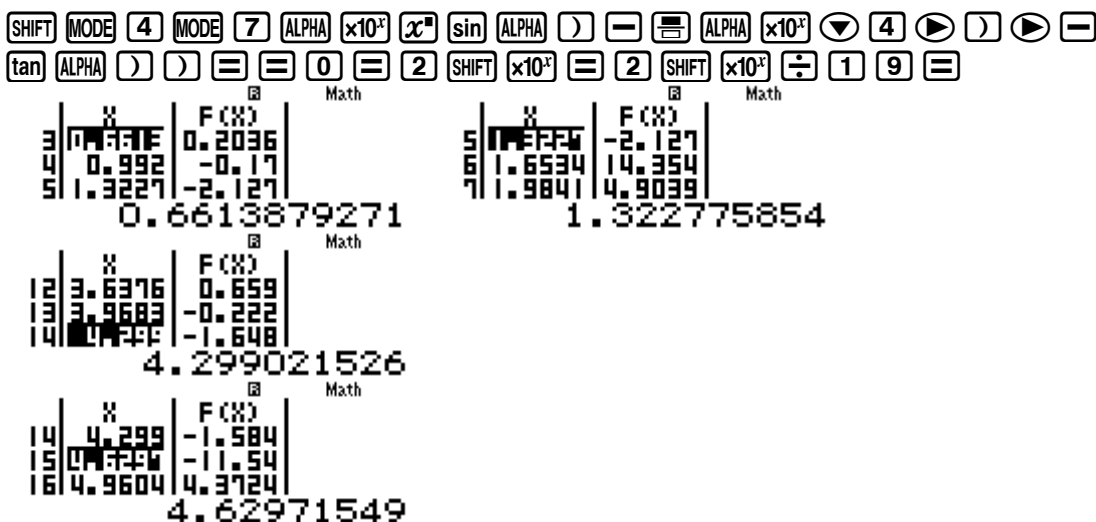 SHIFT MODE 4 MODE 7 ALPHA ×10ˣ x■ sin ALPHA ) − ALPHA ×10ˣ ▼ 4 ▶ ) ▶ −
tan ALPHA ) ) = = 0 = 2 SHIFT ×10ˣ = 2 SHIFT ×10ˣ ÷ 1 9 =
R Math
X F(X)
3 0.2036
4 0.992 -0.17
5 1.3227 -2.127
0.6613879271
R Math
X F(X)
5 -2.127
6 1.6534 14.354
7 1.9841 4.9039
1.322775854
R Math
X F(X)
12 3.6376 0.659
13 3.9683 -0.222
14 -1.648
4.299021526
R Math
X F(X)
14 4.299 -1.584
15 -11.54
16 4.9604 4.3724
4.62971549